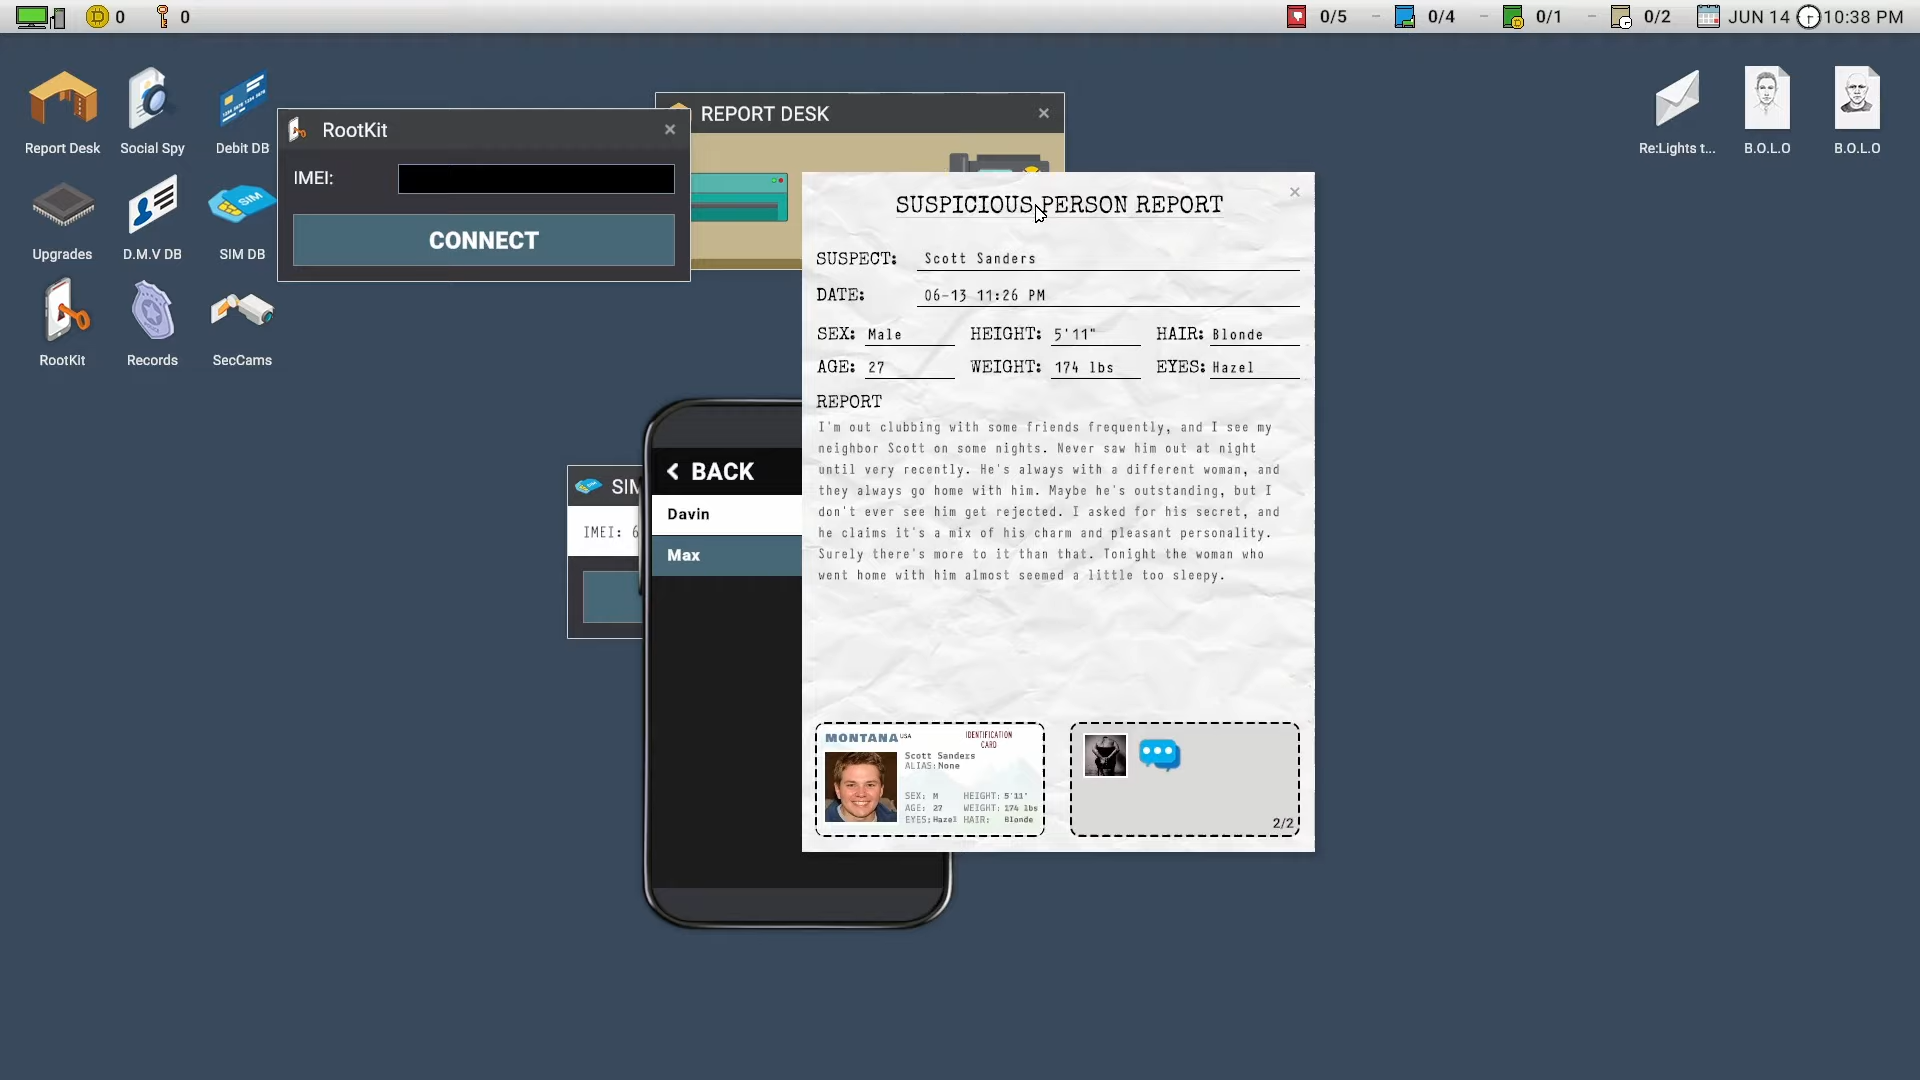 0
0
0/5
0/4
0/1
0/2
JUN 14
10:38 PM
Report Desk
Social Spy
Debit DB
Upgrades
D.M.V DB
SIM DB
RootKit
Records
SecCams
Re:Lights t...
B.O.L.O
B.O.L.O
RootKit
IMEI:
CONNECT
REPORT DESK
SIM
IMEI: 6
BACK
Davin
Max
SUSPICIOUS PERSON REPORT
SUSPECT: Scott Sanders
DATE: 06-13 11:26 PM
SEX: Male HEIGHT: 5'11" HAIR: Blonde
AGE: 27 WEIGHT: 174 lbs EYES: Hazel
REPORT
I'm out clubbing with some friends frequently, and I see my
neighbor Scott on some nights. Never saw him out at night
until very recently. He's always with a different woman, and
they always go home with him. Maybe he's outstanding, but I
don't ever see him get rejected. I asked for his secret, and
he claims it's a mix of his charm and pleasant personality.
Surely there's more to it than that. Tonight the woman who
went home with him almost seemed a little too sleepy.
MONTANA USA
IDENTIFICATION
CARD
Scott Sanders
ALIAS: None
SEX: M HEIGHT: 5'11'
AGE: 27 WEIGHT: 174 lbs
EYES: Hazel HAIR: Blonde
2/2